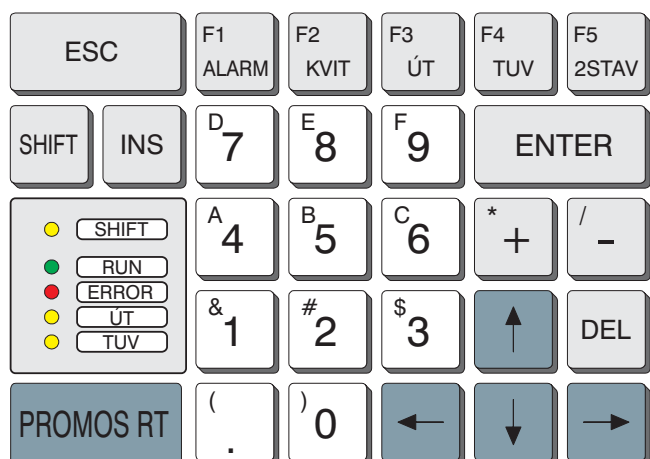 ESC
F1 F2 F3 F4 F5
ALARM KVIT ÚT TUV 2STAV
SHIFT INS
D E F
7 8 9
ENTER
SHIFT
RUN
ERROR
ÚT
TUV
A B C * /
4 5 6 + -
& # $
1 2 3
DEL
PROMOS RT
( )
. 0